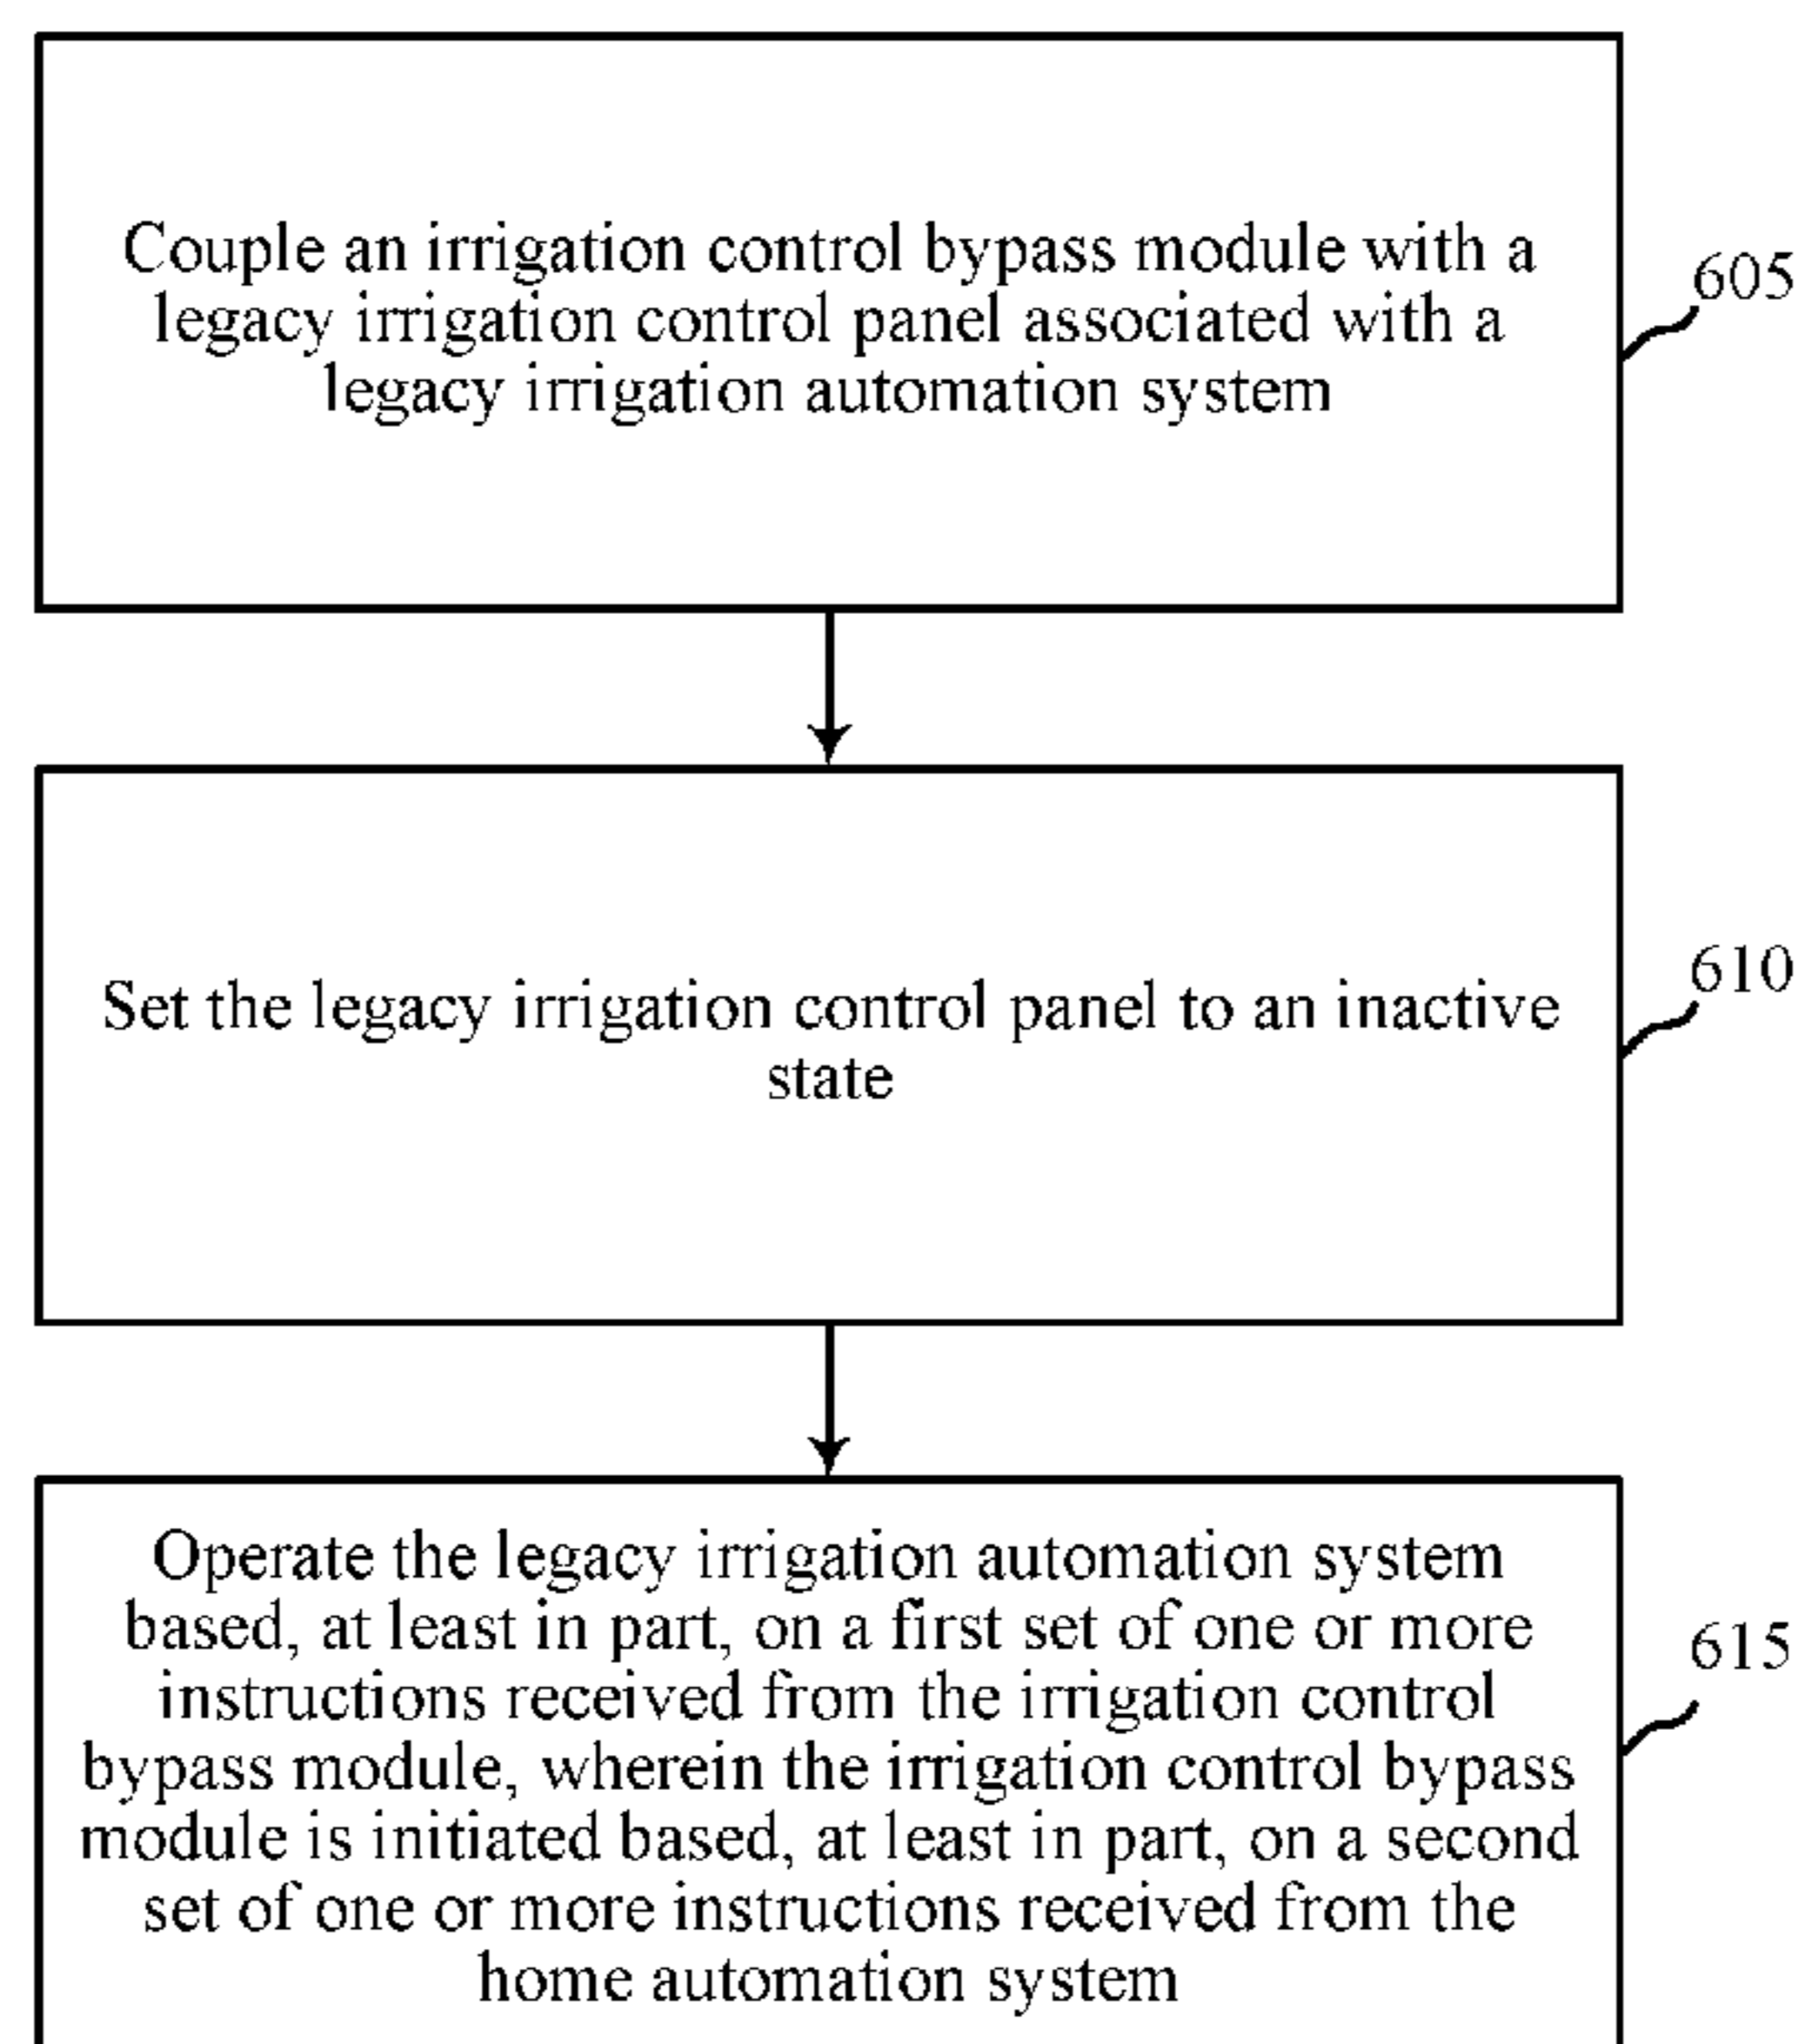 Couple an irrigation control bypass module with a
legacy irrigation control panel associated with a
legacy irrigation automation system
605
Set the legacy irrigation control panel to an inactive
state
610
Operate the legacy irrigation automation system
based, at least in part, on a first set of one or more
instructions received from the irrigation control
bypass module, wherein the irrigation control bypass
module is initiated based, at least in part, on a second
set of one or more instructions received from the
home automation system
615